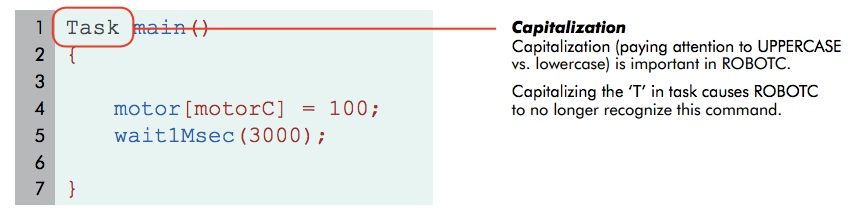 1 Task main()
2 {
3
4 motor[motorC] = 100;
5 wait1Msec(3000);
6
7 }
Capitalization
Capitalization (paying attention to UPPERCASE
vs. lowercase) is important in ROBOTC.
Capitalizing the ‘T’ in task causes ROBOTC
to no longer recognize this command.